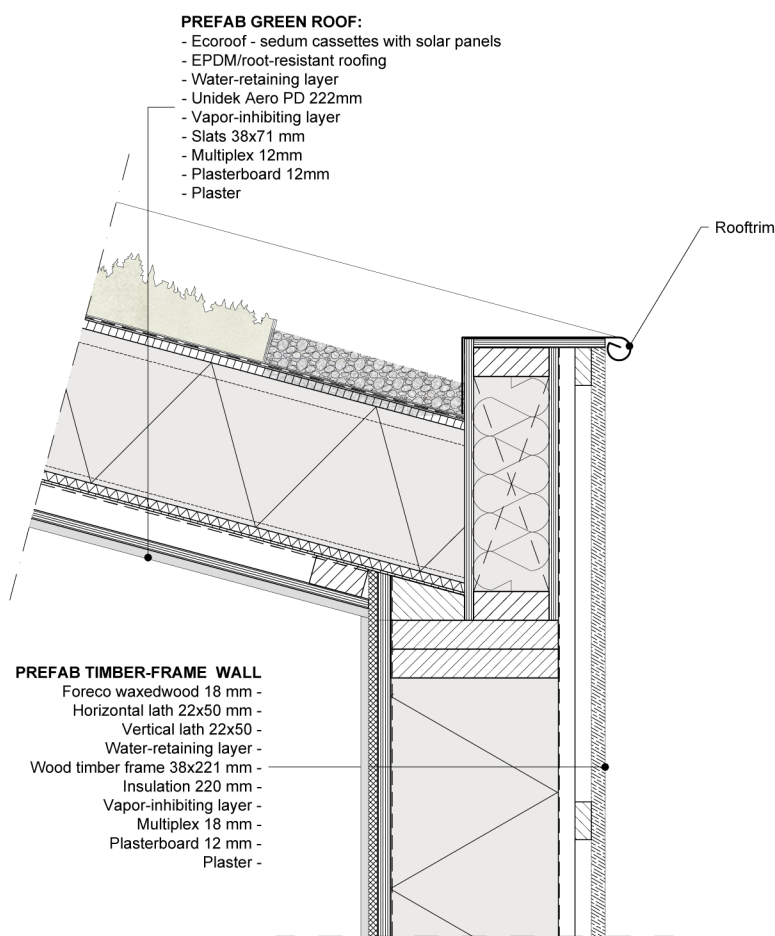 PREFAB GREEN ROOF:
- Ecoroof - sedum cassettes with solar panels
- EPDM/root-resistant roofing
- Water-retaining layer
- Unidek Aero PD 222mm
- Vapor-inhibiting layer
- Slats 38x71 mm
- Multiplex 12mm
- Plasterboard 12mm
- Plaster
Rooftrim
PREFAB TIMBER-FRAME WALL
Foreco waxedwood 18 mm -
Horizontal lath 22x50 mm -
Vertical lath 22x50 -
Water-retaining layer -
Wood timber frame 38x221 mm -
Insulation 220 mm -
Vapor-inhibiting layer -
Multiplex 18 mm -
Plasterboard 12 mm -
Plaster -